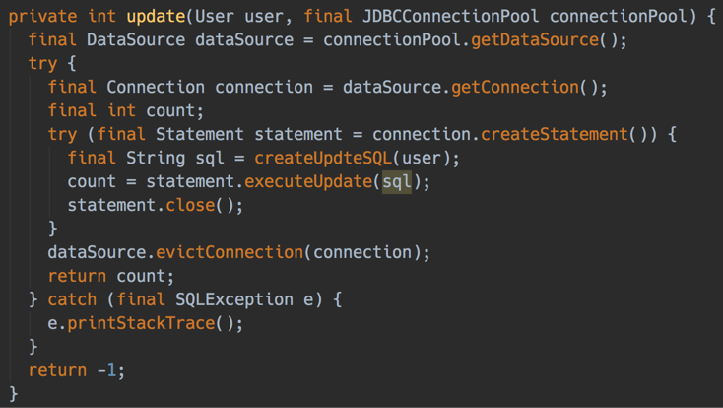 private int update(User user, final JDBCConnectionPool connectionPool) {
final DataSource dataSource = connectionPool.getDataSource();
try {
final Connection connection = dataSource.getConnection();
final int count;
try (final Statement statement = connection.createStatement()) {
final String sql = createUpdteSQL(user);
count = statement.executeUpdate(sql);
statement.close();
}
dataSource.evictConnection(connection);
return count;
} catch (final SQLException e) {
e.printStackTrace();
}
return -1;
}